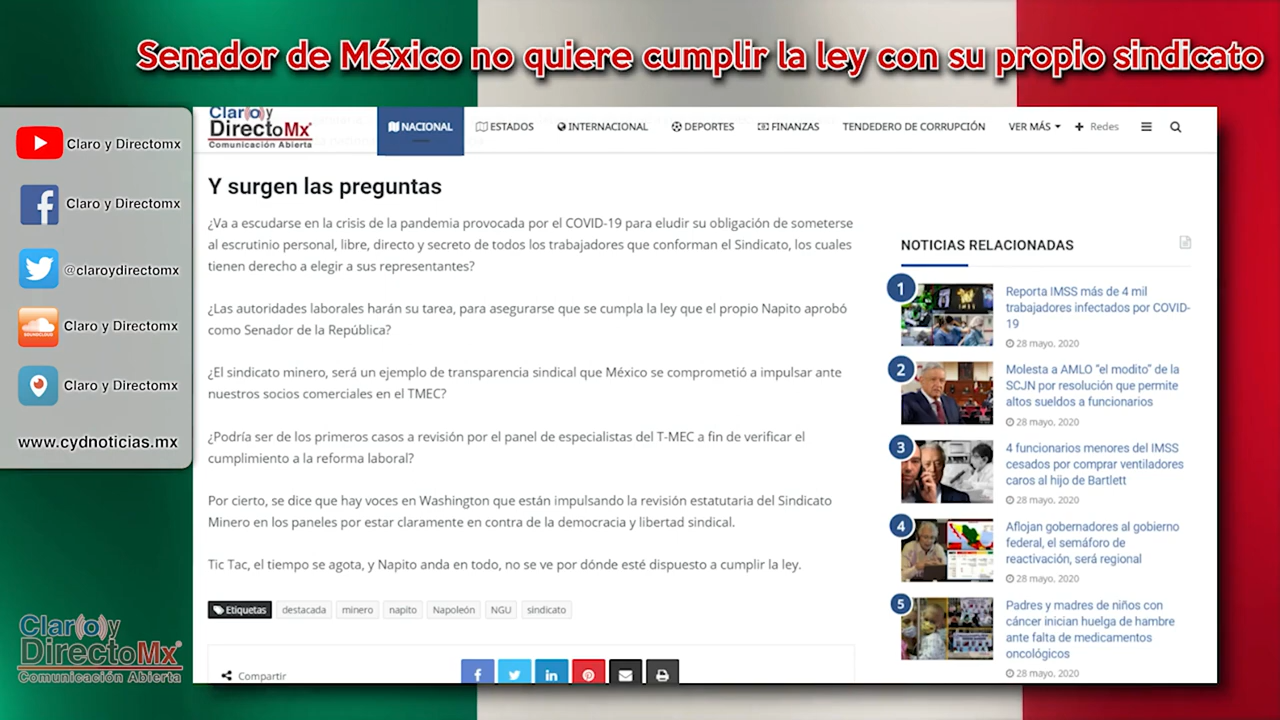 Senador de México no quiere cumplir la ley con su propio sindicato
Claro y Directomx
Claro y Directomx
@claroydirectomx
SOUNDCLOUD
Claro y Directomx
Claro y Directomx
www.cydnoticias.mx
Claro y
DirectoMx
Comunicación Abierta
NACIONAL
ESTADOS
INTERNACIONAL
DEPORTES
FINANZAS
TENDEDERO DE CORRUPCIÓN
VER MÁS
Redes
Y surgen las preguntas
¿Va a escudarse en la crisis de la pandemia provocada por el COVID-19 para eludir su obligación de someterse
al escrutinio personal, libre, directo y secreto de todos los trabajadores que conforman el Sindicato, los cuales
tienen derecho a elegir a sus representantes?
¿Las autoridades laborales harán su tarea, para asegurarse que se cumpla la ley que el propio Napito aprobó
como Senador de la República?
¿El sindicato minero, será un ejemplo de transparencia sindical que México se comprometió a impulsar ante
nuestros socios comerciales en el TMEC?
¿Podría ser de los primeros casos a revisión por el panel de especialistas del T-MEC a fin de verificar el
cumplimiento a la reforma laboral?
Por cierto, se dice que hay voces en Washington que están impulsando la revisión estatutaria del Sindicato
Minero en los paneles por estar claramente en contra de la democracia y libertad sindical.
Tic Tac, el tiempo se agota, y Napito anda en todo, no se ve por dónde esté dispuesto a cumplir la ley.
Etiquetas
destacada
minero
napito
Napoleón
NGU
sindicato
Compartir
NOTICIAS RELACIONADAS
1
IMSS
Reporta IMSS más de 4 mil
trabajadores infectados por COVID-
19
28 mayo, 2020
2
Molesta a AMLO “el modito” de la
SCJN por resolución que permite
altos sueldos a funcionarios
28 mayo, 2020
3
4 funcionarios menores del IMSS
cesados por comprar ventiladores
caros al hijo de Bartlett
28 mayo, 2020
4
Aflojan gobernadores al gobierno
federal, el semáforo de
reactivación, será regional
28 mayo, 2020
5
Padres y madres de niños con
cáncer inician huelga de hambre
ante falta de medicamentos
oncológicos
28 mayo, 2020
Claro y
DirectoMx
Comunicación Abierta